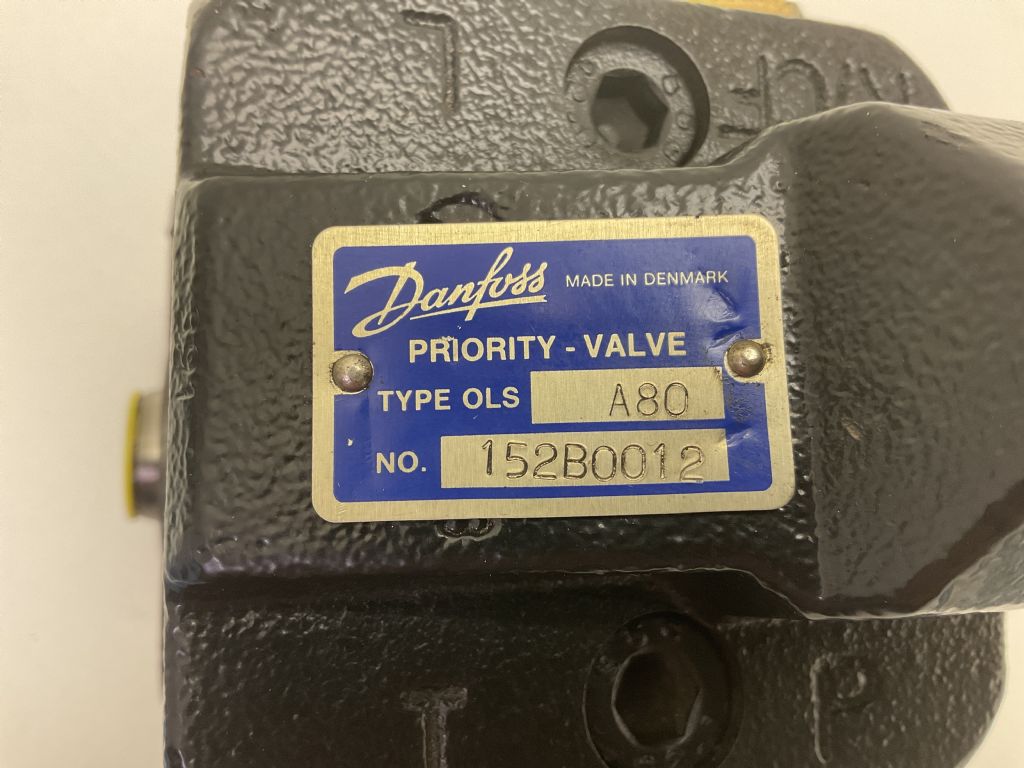 L
Danfoss MADE IN DENMARK
PRIORITY - VALVE
TYPE OLS A80
NO. 152B0012
T P